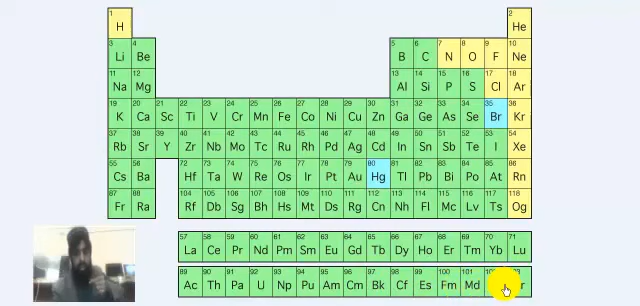 1 2
H He
3 4 5 6 7 8 9 10
Li Be B C N O F Ne
11 12 13 14 15 16 17 18
Na Mg Al Si P S Cl Ar
19 20 21 22 23 24 25 26 27 28 29 30 31 32 33 34 35 36
K Ca Sc Ti V Cr Mn Fe Co Ni Cu Zn Ga Ge As Se Br Kr
37 38 39 40 41 42 43 44 45 46 47 48 49 50 51 52 53 54
Rb Sr Y Zr Nb Mo Tc Ru Rh Pd Ag Cd In Sn Sb Te I Xe
55 56 72 73 74 75 76 77 78 79 80 81 82 83 84 85 86
Cs Ba Hf Ta W Re Os Ir Pt Au Hg Tl Pb Bi Po At Rn
87 88 104 105 106 107 108 109 110 111 112 113 114 115 116 117 118
Fr Ra Rf Db Sg Bh Hs Mt Ds Rg Cn Nh Fl Mc Lv Ts Og
57 58 59 60 61 62 63 64 65 66 67 68 69 70 71
La Ce Pr Nd Pm Sm Eu Gd Tb Dy Ho Er Tm Yb Lu
89 90 91 92 93 94 95 96 97 98 99 100 101
Ac Th Pa U Np Pu Am Cm Bk Cf Es Fm Md